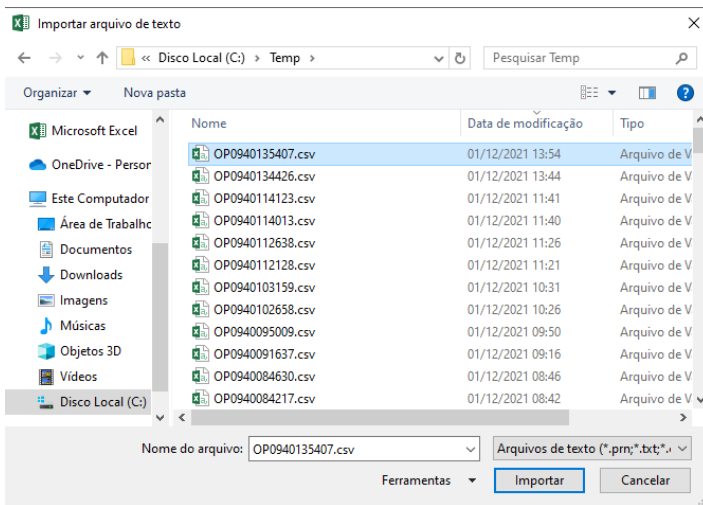 Importar arquivo de texto
« Disco Local (C:) > Temp >
Pesquisar Temp
Organizar
Nova pasta
Microsoft Excel
OneDrive - Person
Este Computador
Área de Trabalho
Documentos
Downloads
Imagens
Músicas
Objetos 3D
Vídeos
Disco Local (C:)
Nome Data de modificação Tipo
OP0940135407.csv 01/12/2021 13:54 Arquivo de V
OP0940134426.csv 01/12/2021 13:44 Arquivo de V
OP0940114123.csv 01/12/2021 11:41 Arquivo de V
OP0940114013.csv 01/12/2021 11:40 Arquivo de V
OP0940112638.csv 01/12/2021 11:26 Arquivo de V
OP0940112128.csv 01/12/2021 11:21 Arquivo de V
OP0940103159.csv 01/12/2021 10:31 Arquivo de V
OP0940102658.csv 01/12/2021 10:26 Arquivo de V
OP0940095009.csv 01/12/2021 09:50 Arquivo de V
OP0940091637.csv 01/12/2021 09:16 Arquivo de V
OP0940084630.csv 01/12/2021 08:46 Arquivo de V
OP0940084217.csv 01/12/2021 08:42 Arquivo de V
Nome do arquivo: OP0940135407.csv
Arquivos de texto (*.prn;*.txt;*.
Ferramentas
Importar
Cancelar